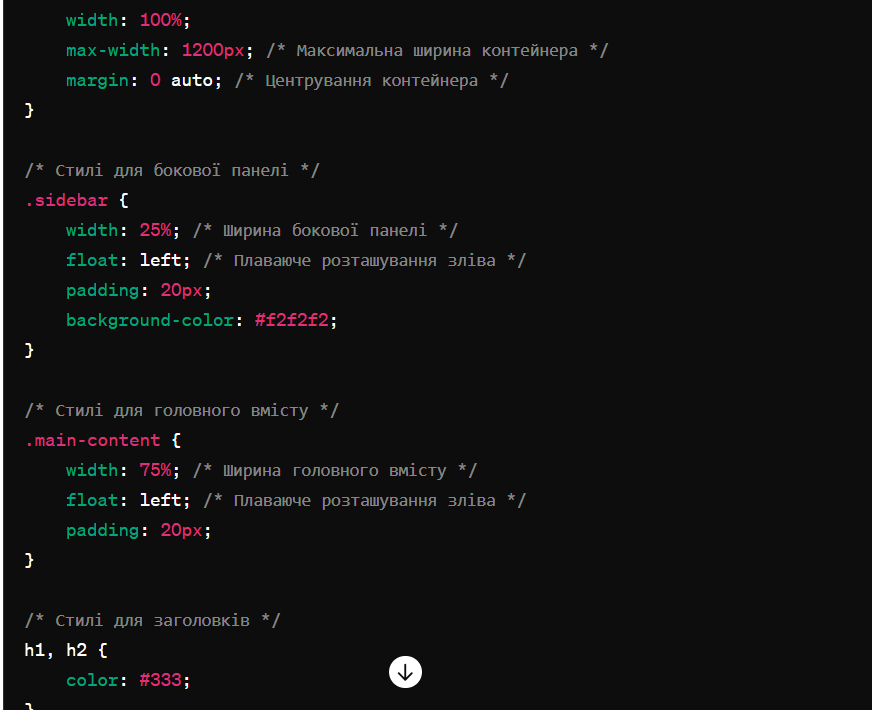 width: 100%;
max-width: 1200px; /* Максимальна ширина контейнера */
margin: 0 auto; /* Центрування контейнера */
}
/* Стилі для бокової панелі */
.sidebar {
width: 25%; /* Ширина бокової панелі */
float: left; /* Плаваюче розташування зліва */
padding: 20px;
background-color: #f2f2f2;
}
/* Стилі для головного вмісту */
.main-content {
width: 75%; /* Ширина головного вмісту */
float: left; /* Плаваюче розташування зліва */
padding: 20px;
}
/* Стилі для заголовків */
h1, h2 {
color: #333;
}